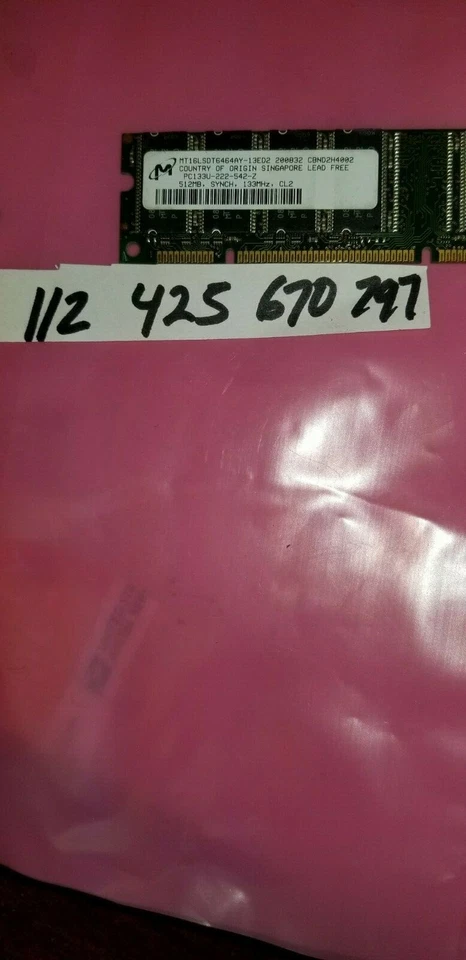 MT16LSDT6464AY-13ED2 200832 CBND2H4002
COUNTRY OF ORIGIN SINGAPORE LEAD FREE
PC133U-222-542-Z
512MB, SYNCH, 133MHz, CL2
112 425 670 797